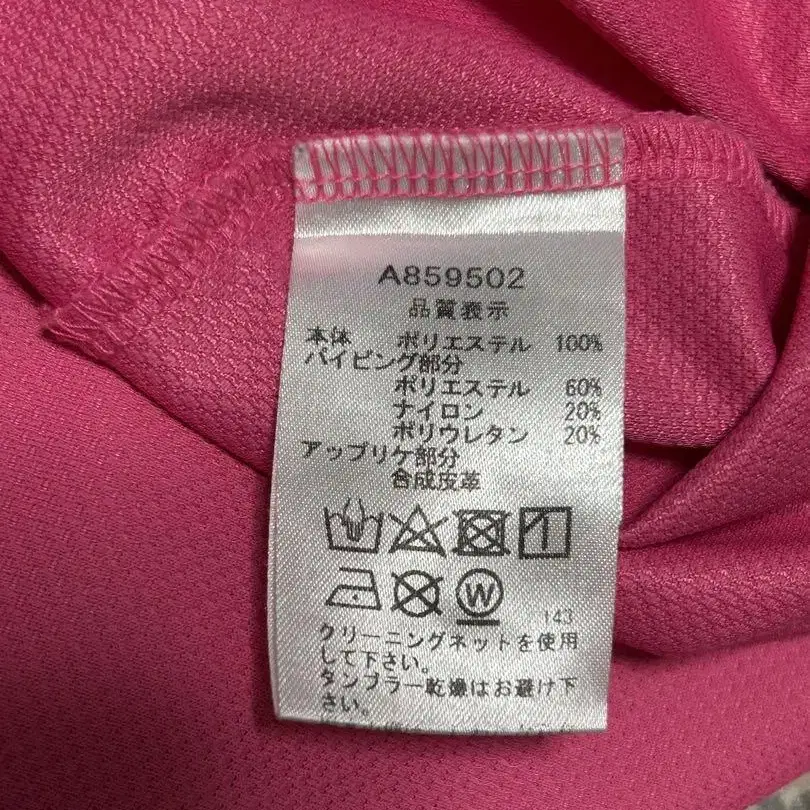 A859502
品質表示
本体 ポリエステル 100%
パイピング部分
ポリエステル 60%
ナイロン 20%
ポリウレタン 20%
アップリケ部分
合成皮革
W
143
クリーニングネットを使用
して下さい。
タンブラー乾燥はお避け下
さい。